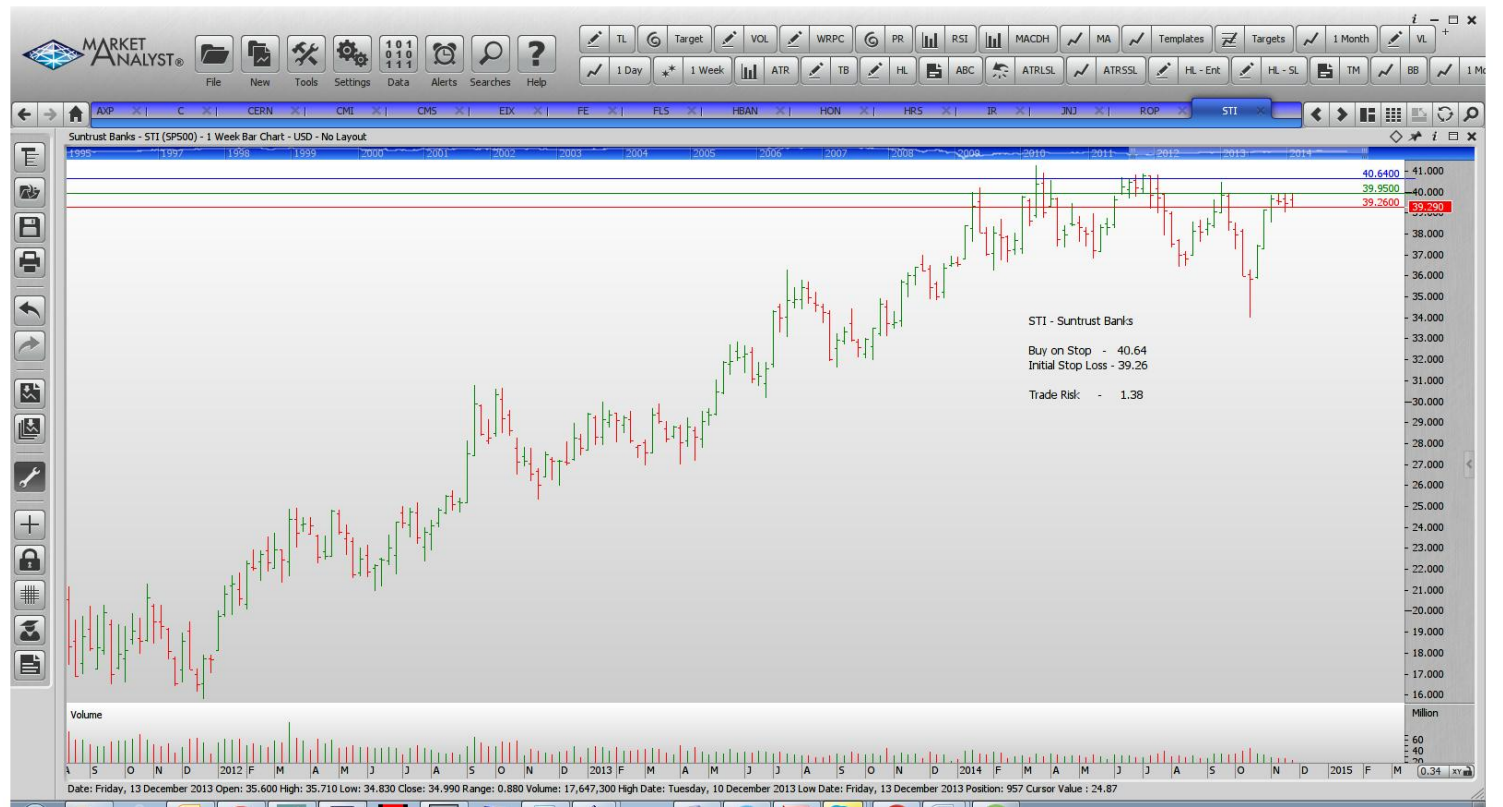 i
MARKET
ANALYST®
File New Tools Settings Data Alerts Searches Help
101
010
111
TL Target VOL WRPC PR RSI MACDH MA Templates Targets 1 Month VL
1 Day 1 Week ATR TB HL ABC ATRLSL ATRSSL HL - Ent HL - SL TM BB 1 Mo
AXP C CERN CMI CMS EIX FE FLS HBAN HON HRS IR JNJ ROP STI
Suntrust Banks - STI (SP500) - 1 Week Bar Chart - USD - No Layout
1995 1997 1998 1999 2000 2001 2002 2003 2004 2005 2006 2007 2008 2009 2010 2011 2012 2013 2014
40.6400 41.000
39.9500 40.000
39.2600 39.290
39.000
38.000
37.000
36.000
35.000
34.000
33.000
32.000
31.000
30.000
29.000
28.000
27.000
26.000
25.000
24.000
23.000
22.000
21.000
20.000
19.000
18.000
17.000
16.000
STI - Suntrust Banks
Buy on Stop - 40.64
Initial Stop Loss - 39.26
Trade Risk - 1.38
Volume
Million
60
40
20
A S O N D 2012 F M A M J J A S O N D 2013 F M A M J J A S O N D 2014 F M A M J J A S O N D 2015 F M 0.34 XY
Date: Friday, 13 December 2013 Open: 35.600 High: 35.710 Low: 34.830 Close: 34.990 Range: 0.880 Volume: 17,647,300 High Date: Tuesday, 10 December 2013 Low Date: Friday, 13 December 2013 Position: 957 Cursor Value : 24.87